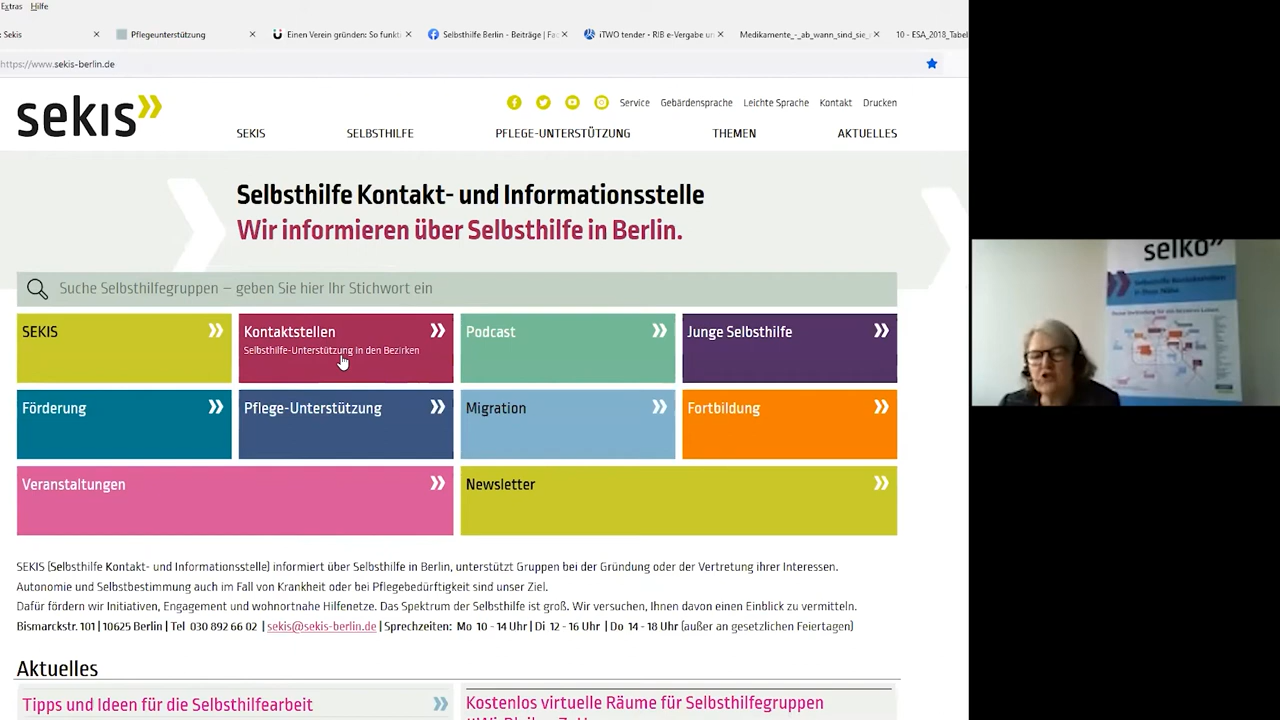 Extras Hilfe
: Sekis
Pflegeunterstützung
Einen Verein gründen: So funkti
Selbsthilfe Berlin - Beiträge | Fac
iTWO tender - RIB e-Vergabe un
Medikamente_-_ab_wann_sind_sie_
10 - ESA_2018_Tabel
https://www.sekis-berlin.de
sekis
Service Gebärdensprache Leichte Sprache Kontakt Drucken
SEKIS SELBSTHILFE PFLEGE-UNTERSTÜTZUNG THEMEN AKTUELLES
Selbsthilfe Kontakt- und Informationsstelle
Wir informieren über Selbsthilfe in Berlin.
Suche Selbsthilfegruppen – geben Sie hier Ihr Stichwort ein
SEKIS
Kontaktstellen
Selbsthilfe-Unterstützung in den Bezirken
Podcast
Junge Selbsthilfe
Förderung
Pflege-Unterstützung
Migration
Fortbildung
Veranstaltungen
Newsletter
SEKIS (Selbsthilfe Kontakt- und Informationsstelle) informiert über Selbsthilfe in Berlin, unterstützt Gruppen bei der Gründung oder der Vertretung ihrer Interessen.
Autonomie und Selbstbestimmung auch im Fall von Krankheit oder bei Pflegebedürftigkeit sind unser Ziel.
Dafür fördern wir Initiativen, Engagement und wohnortnahe Hilfenetze. Das Spektrum der Selbsthilfe ist groß. Wir versuchen, Ihnen davon einen Einblick zu vermitteln.
Bismarckstr. 101 | 10625 Berlin | Tel 030 892 66 02 | sekis@sekis-berlin.de | Sprechzeiten: Mo 10 - 14 Uhr | Di 12 - 16 Uhr | Do 14 - 18 Uhr (außer an gesetzlichen Feiertagen)
Aktuelles
Tipps und Ideen für die Selbsthilfearbeit
Kostenlos virtuelle Räume für Selbsthilfegruppen
selko